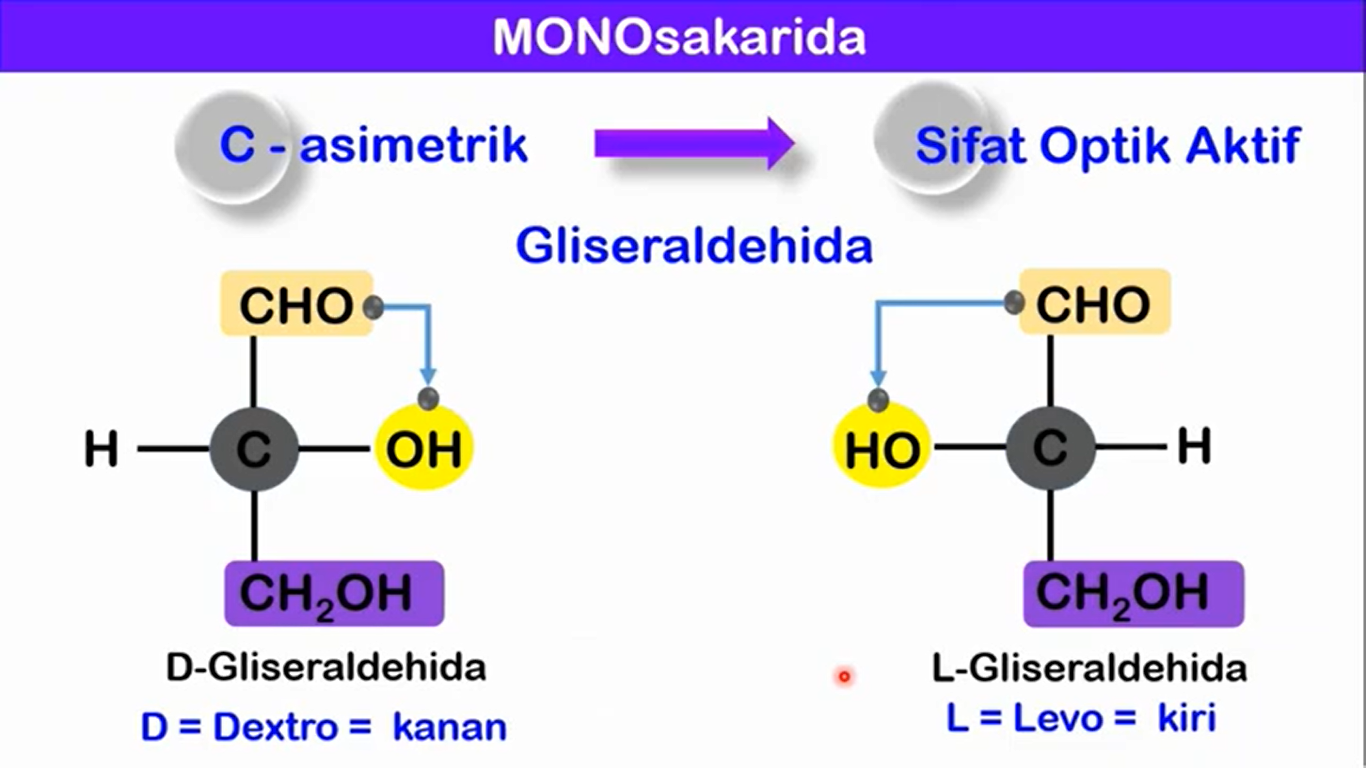 MONOsakarida
C - asimetrik
Sifat Optik Aktif
Gliseraldehida
CHO
H
C
OH
CH₂OH
D-Gliseraldehida
D = Dextro = kanan
CHO
HO
C
H
CH₂OH
L-Gliseraldehida
L = Levo = kiri